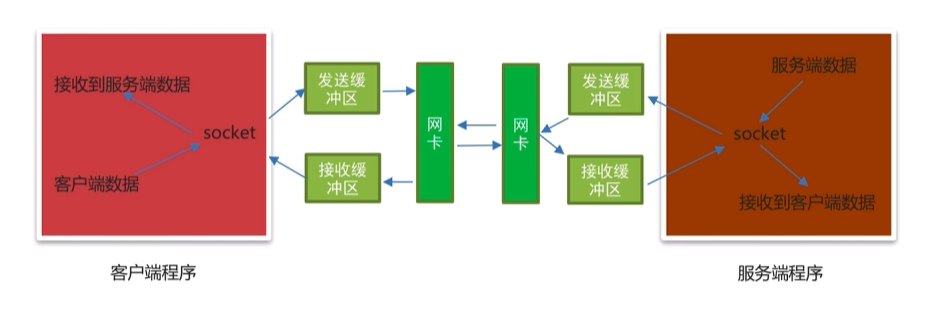 接收到服务端数据
socket
客户端数据
客户端程序
发送缓
冲区
接收缓
冲区
网
卡
网
卡
发送缓
冲区
接收缓
冲区
服务端数据
socket
接收到客户端数据
服务端程序